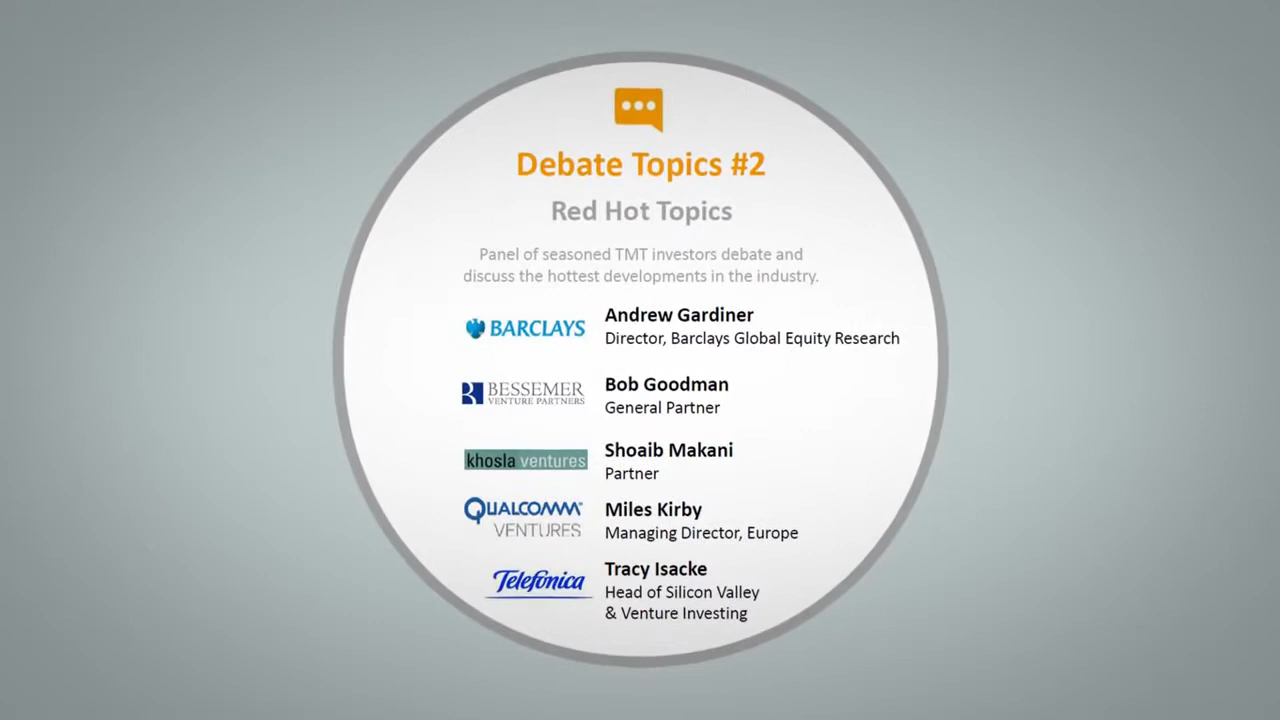 Debate Topics #2
Red Hot Topics
Panel of seasoned TMT investors debate and
discuss the hottest developments in the industry.
BARCLAYS
Andrew Gardiner
Director, Barclays Global Equity Research
BESSEMER
VENTURE PARTNERS
Bob Goodman
General Partner
khosla ventures
Shoaib Makani
Partner
QUALCOMM
VENTURES
Miles Kirby
Managing Director, Europe
Telefónica
Tracy Isacke
Head of Silicon Valley
& Venture Investing